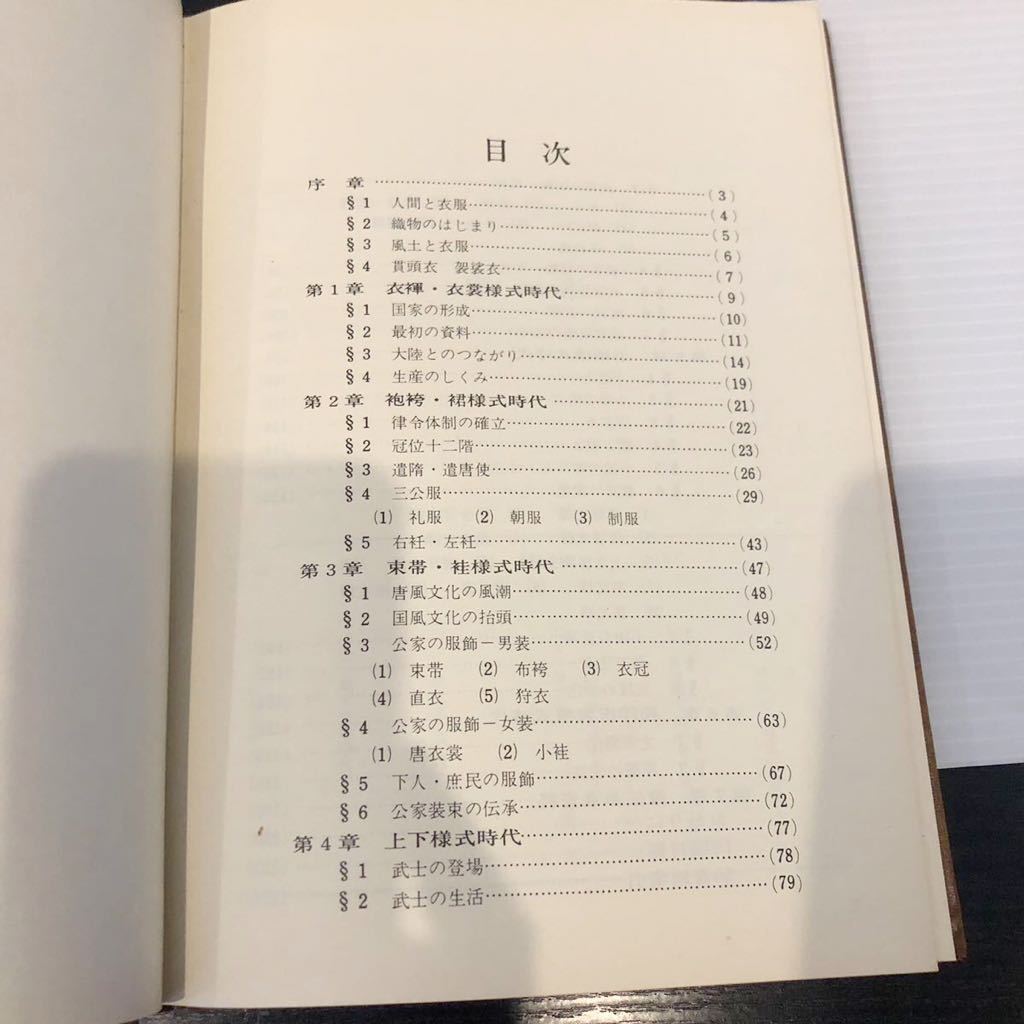 目 次
序 章 ……………………(3)
§1 人間と衣服……………………(4)
§2 織物のはじまり……………………(5)
§3 風土と衣服……………………(6)
§4 貫頭衣 袈裟衣……………………(7)
第1章 衣褌・衣裳様式時代……………………(9)
§1 国家の形成……………………(10)
§2 最初の資料……………………(11)
§3 大陸とのつながり……………………(14)
§4 生産のしくみ……………………(19)
第2章 袍袴・裙様式時代……………………(21)
§1 律令体制の確立……………………(22)
§2 冠位十二階……………………(23)
§3 遣隋・遣唐使……………………(26)
§4 三公服……………………(29)
(1) 礼服 (2) 朝服 (3) 制服
§5 右衽・左衽……………………(43)
第3章 束帯・袿様式時代……………………(47)
§1 唐風文化の風潮……………………(48)
§2 国風文化の抬頭……………………(49)
§3 公家の服飾−男装……………………(52)
(1) 束帯 (2) 布袴 (3) 衣冠
(4) 直衣 (5) 狩衣
§4 公家の服飾−女装……………………(63)
(1) 唐衣裳 (2) 小袿
§5 下人・庶民の服飾……………………(67)
§6 公家装束の伝承……………………(72)
第4章 上下様式時代……………………(77)
§1 武士の登場……………………(78)
§2 武士の生活……………………(79)